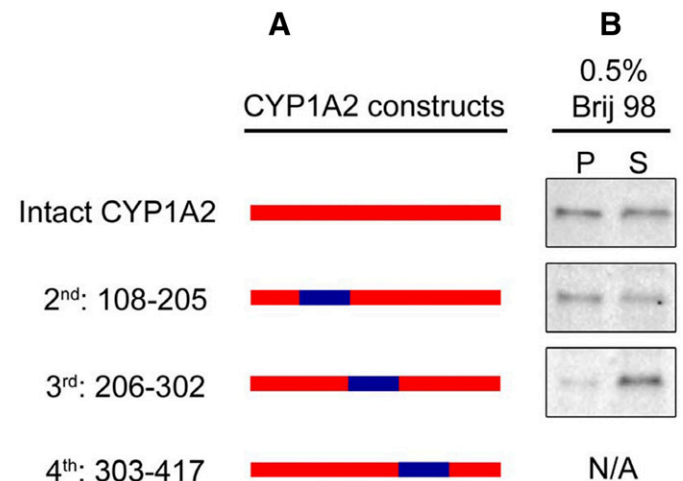 A B
0.5%
CYP1A2 constructs Brij 98
P S
Intact CYP1A2
2nd: 108-205
3rd: 206-302
4th: 303-417 N/A